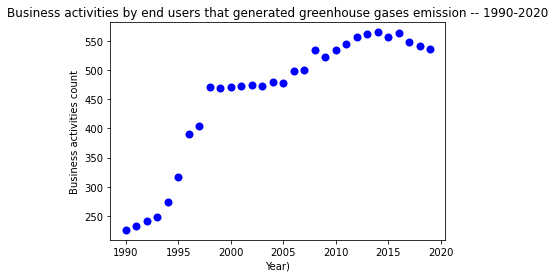 Business activities by end users that generated greenhouse gases emission -- 1990-2020
Business activities count
550
500
450
400
350
300
250
1990 1995 2000 2005 2010 2015 2020
Year)